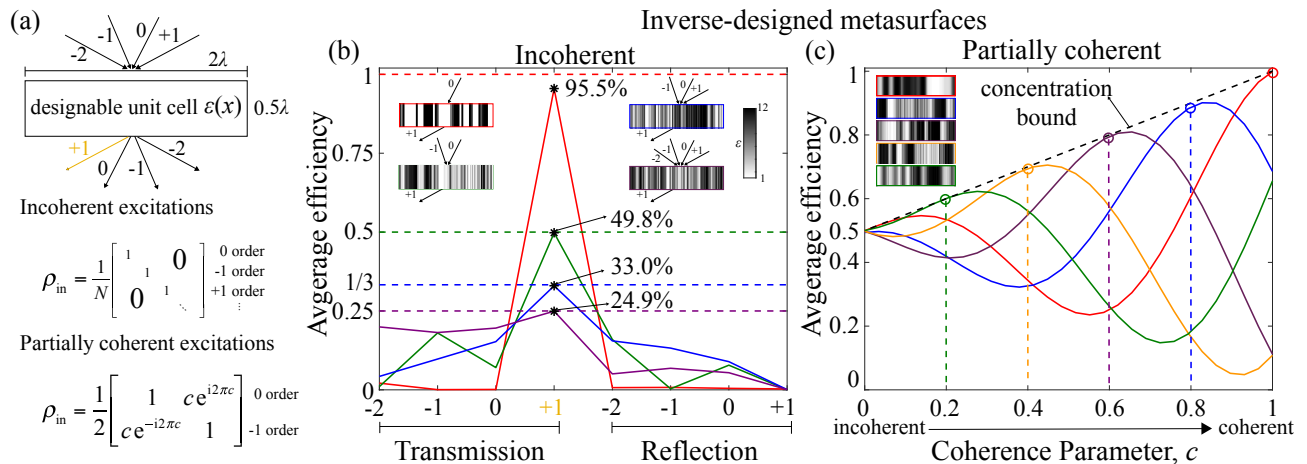 Inverse-designed metasurfaces
(a)
-2
-1
0
+1
2λ
designable unit cell ε(x)
0.5λ
+1
0
-1
-2
Incoherent excitations
ρin = 1/N [ 1 1 0 0 1 ⋱ ]
0 order
-1 order
+1 order
⋮
Partially coherent excitations
ρin = 1/2 [ 1 c e^{i2πc} c e^{-i2πc} 1 ]
0 order
-1 order
(b)
Incoherent
Avgerage efficiency
1
0.75
0.5
1/3
0.25
0
95.5%
49.8%
33.0%
24.9%
0
+1
-1
0
+1
-1
0
+1
+1
-2
-1
0
+1
+1
12
ε
1
-2
-1
0
+1
-2
-1
0
+1
Transmission
Reflection
(c)
Partially coherent
Avgerage efficiency
1
0.8
0.6
0.5
0.4
0.2
0
concentration
bound
0
0.2
0.4
0.6
0.8
1
incoherent
coherent
Coherence Parameter, c